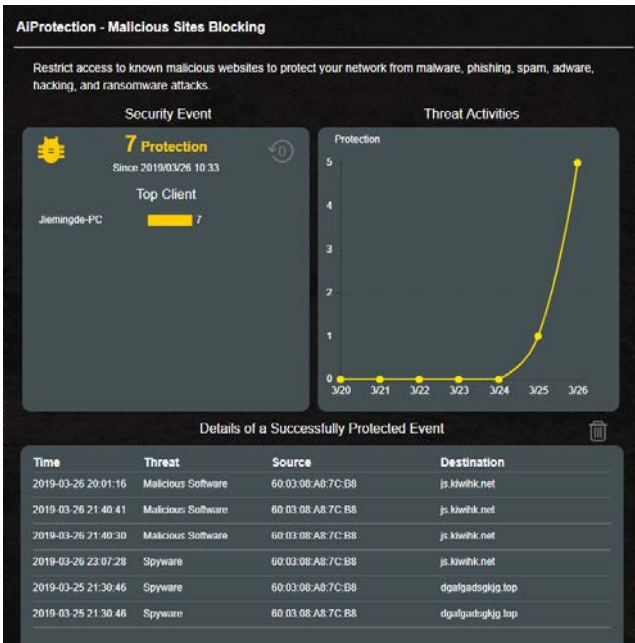 AiProtection - Malicious Sites Blocking
Restrict access to known malicious websites to protect your network from malware, phishing, spam, adware,
hacking, and ransomware attacks.
Security Event
7 Protection
0
Since 2019/03/26 10:33
Top Client
Jiemingde-PC 7
Threat Activities
Protection
5
4
3
2
1
0
3/20 3/21 3/22 3/23 3/24 3/25 3/26
Details of a Successfully Protected Event
Time Threat Source Destination
2019-03-26 20:01:16 Malicious Software 60:03:08:A8:7C:B8 js.kiwihk.net
2019-03-26 21:40:41 Malicious Software 60:03:08:A8:7C:B8 js.kiwihk.net
2019-03-26 21:40:30 Malicious Software 60:03:08:A8:7C:B8 js.kiwihk.net
2019-03-26 23:07:28 Spyware 60:03:08:A8:7C:B8 js.kiwihk.net
2019-03-25 21:30:46 Spyware 60:03:08:A8:7C:B8 dgafgadsgkjg.top
2019-03-25 21:30:46 Spyware 60:03:08:A8:7C:B8 dgafgadsgkjg.top